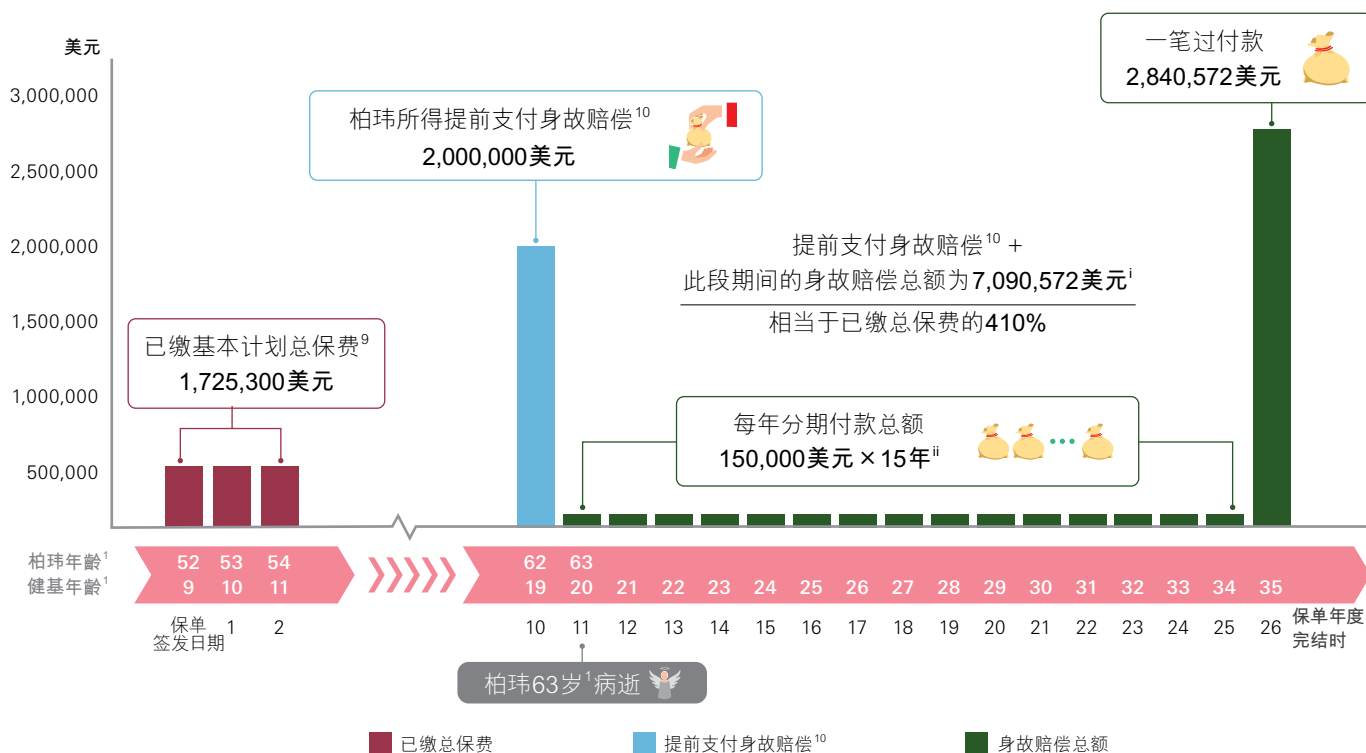 美元
3,000,000
2,500,000
2,000,000
1,500,000
1,000,000
500,000
已缴基本计划总保费9
1,725,300美元
柏玮所得提前支付身故赔偿10
2,000,000美元
一笔过付款
2,840,572美元
提前支付身故赔偿10 +
此段期间的身故赔偿总额为7,090,572美元i
相当于已缴总保费的410%
每年分期付款总额
150,000美元 × 15年ii
柏玮年龄1 52 53 54 62 63
健基年龄1 9 10 11 19 20 21 22 23 24 25 26 27 28 29 30 31 32 33 34 35
保单
签发日期 1 2 10 11 12 13 14 15 16 17 18 19 20 21 22 23 24 25 26
保单年度
完结时
柏玮63岁1病逝
已缴总保费
提前支付身故赔偿10
身故赔偿总额